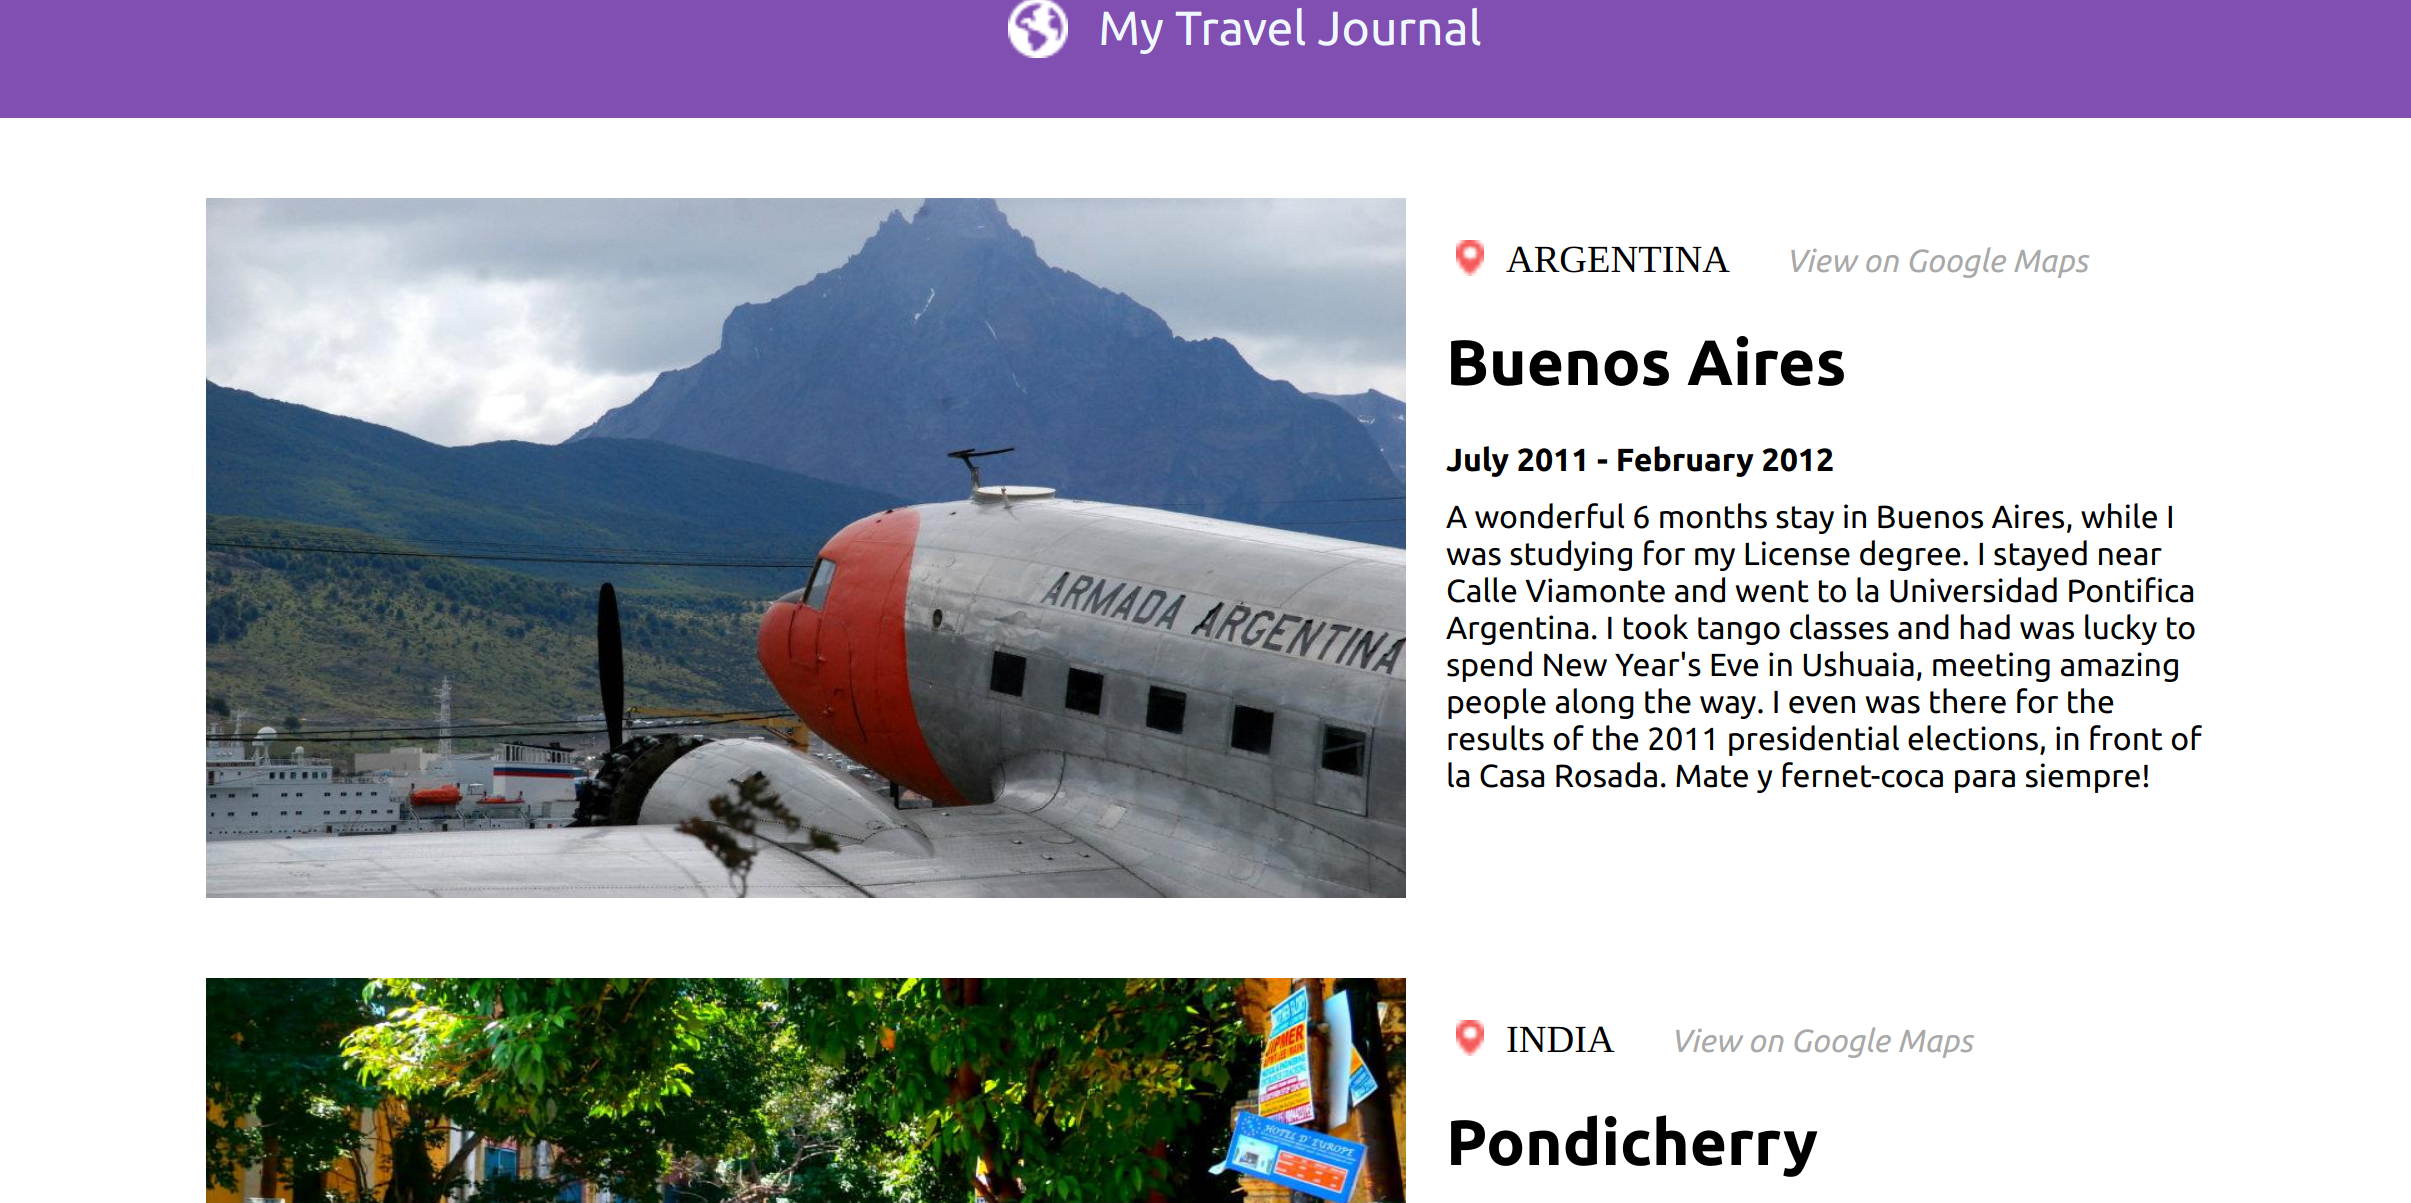 My Travel Journal
ARGENTINA View on Google Maps
Buenos Aires
July 2011 - February 2012
A wonderful 6 months stay in Buenos Aires, while I
was studying for my License degree. I stayed near
Calle Viamonte and went to la Universidad Pontifica
Argentina. I took tango classes and had was lucky to
spend New Year's Eve in Ushuaia, meeting amazing
people along the way. I even was there for the
results of the 2011 presidential elections, in front of
la Casa Rosada. Mate y fernet-coca para siempre!
ARMADA ARGENTINA
INDIA View on Google Maps
Pondicherry
HOTEL D' EUROPE